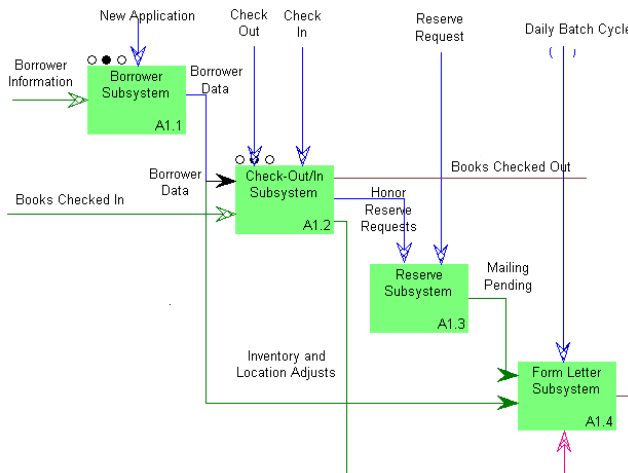 New Application
Check
Out
Check
In
Reserve
Request
Daily Batch Cycle
Borrower
Information
Borrower
Subsystem
A1.1
Borrower
Data
Borrower
Data
Check-Out/In
Subsystem
A1.2
Books Checked Out
Books Checked In
Honor
Reserve
Requests
Reserve
Subsystem
A1.3
Mailing
Pending
Inventory and
Location Adjusts
Form Letter
Subsystem
A1.4